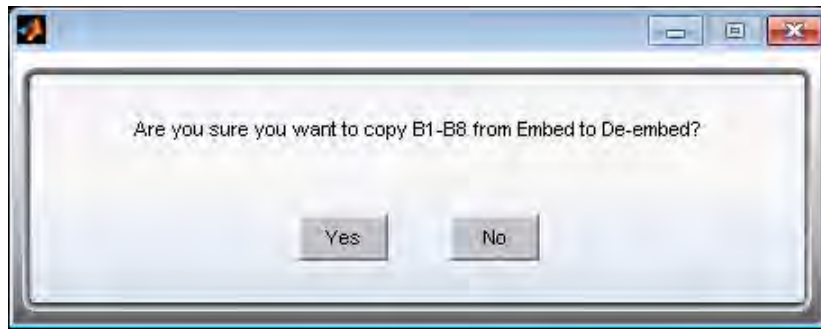 Are you sure you want to copy B1-B8 from Embed to De-embed?
Yes No